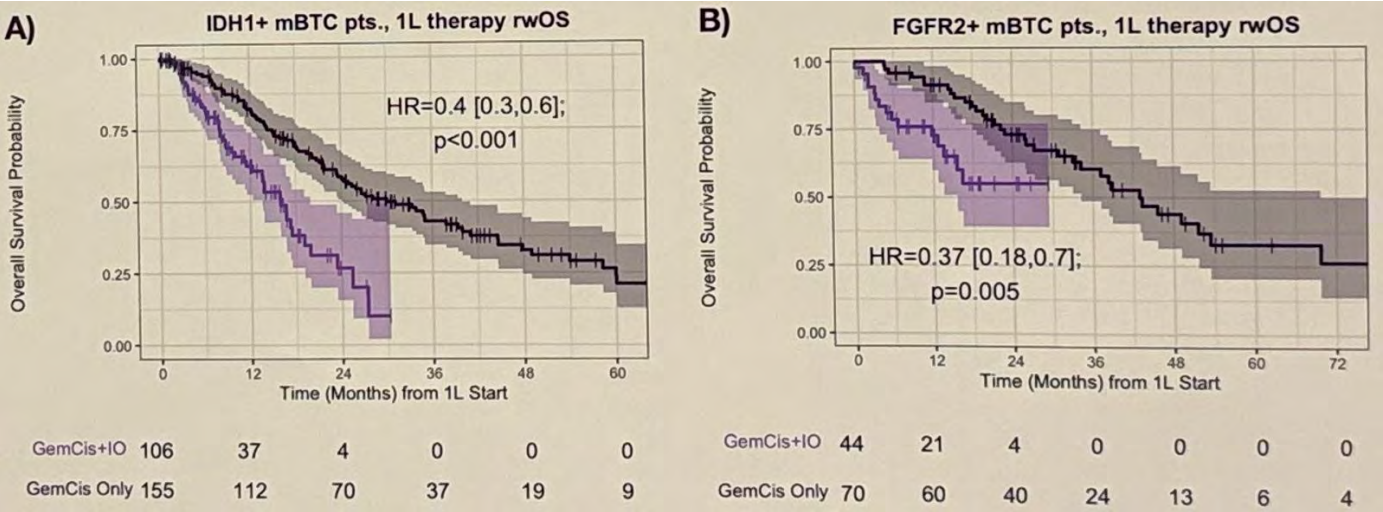 A)
IDH1+ mBTC pts., 1L therapy rwOS
Overall Survival Probability
1.00
0.75
0.50
0.25
0.00
HR=0.4 [0.3,0.6];
p<0.001
0 12 24 36 48 60
Time (Months) from 1L Start
GemCis+IO 106 37 4 0 0 0
GemCis Only 155 112 70 37 19 9
B)
FGFR2+ mBTC pts., 1L therapy rwOS
Overall Survival Probability
1.00
0.75
0.50
0.25
0.00
HR=0.37 [0.18,0.7];
p=0.005
0 12 24 36 48 60 72
Time (Months) from 1L Start
GemCis+IO 44 21 4 0 0 0 0
GemCis Only 70 60 40 24 13 6 4